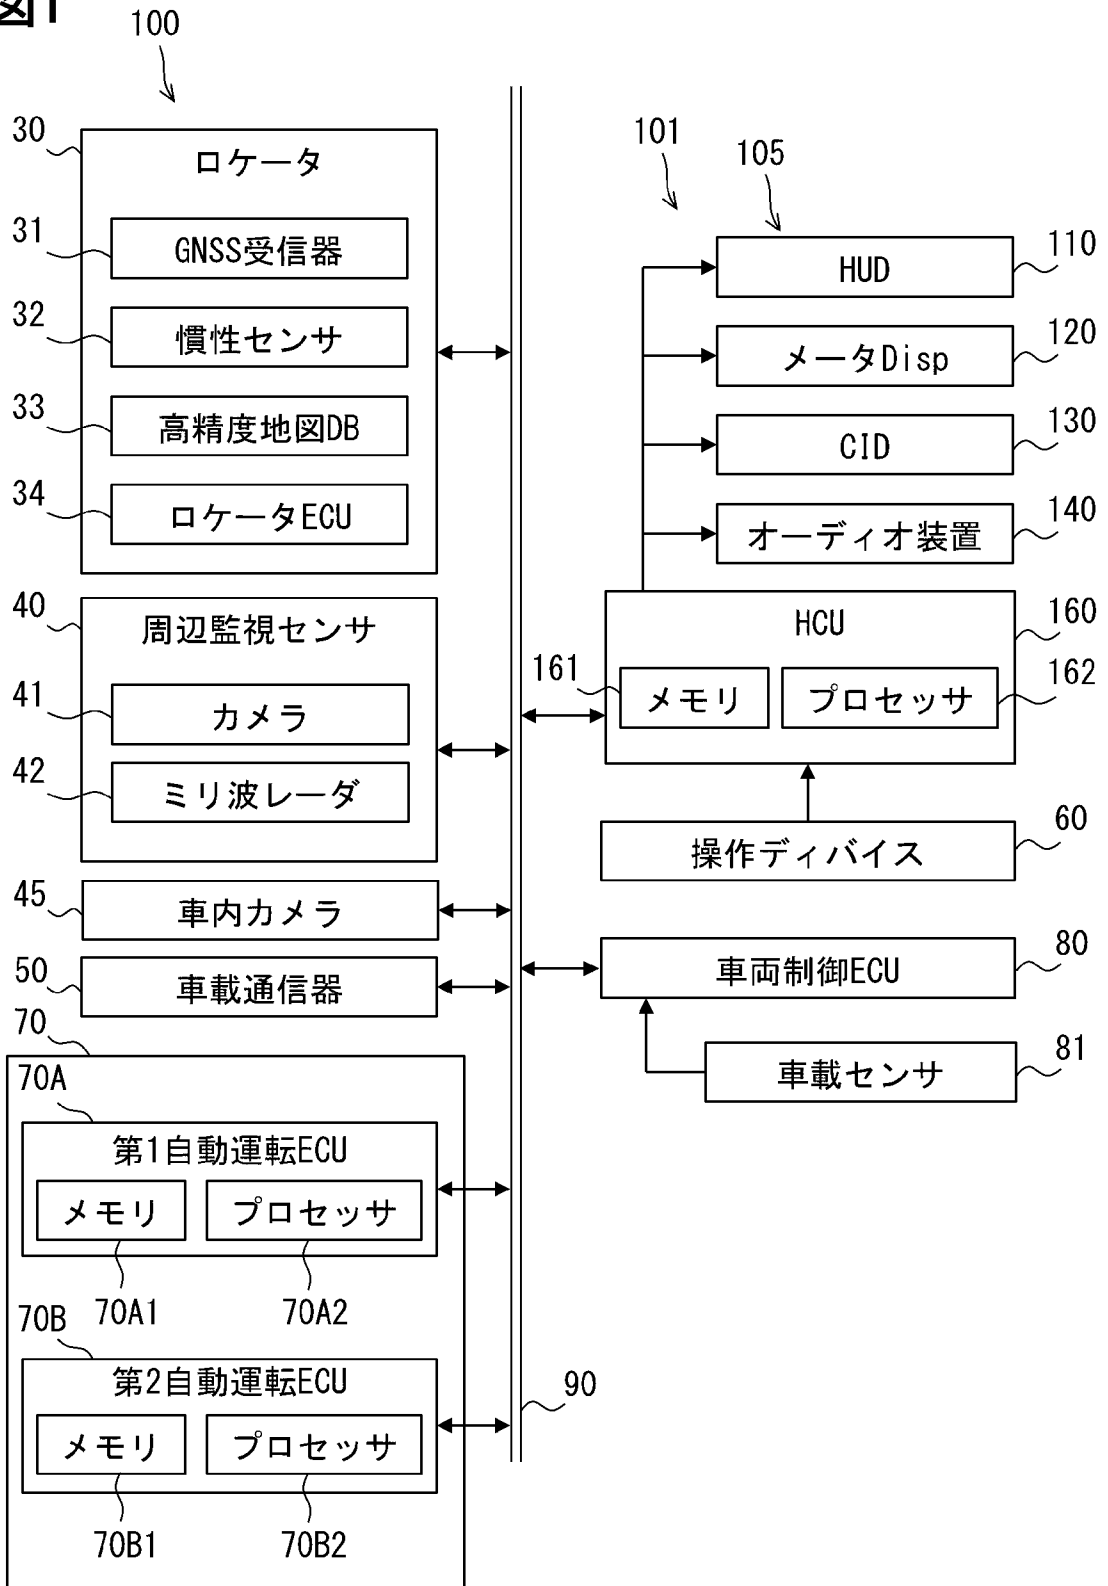 図1
100
30
ロケータ
31
GNSS受信器
32
慣性センサ
33
高精度地図DB
34
ロケータECU
40
周辺監視センサ
41
カメラ
42
ミリ波レーダ
45
車内カメラ
50
車載通信器
70
70A
第1自動運転ECU
メモリ
プロセッサ
70A1
70A2
70B
第2自動運転ECU
メモリ
プロセッサ
70B1
70B2
90
101
105
HUD
110
メータDisp
120
CID
130
オーディオ装置
140
HCU
160
161
メモリ
プロセッサ
162
操作ディバイス
60
車両制御ECU
80
車載センサ
81